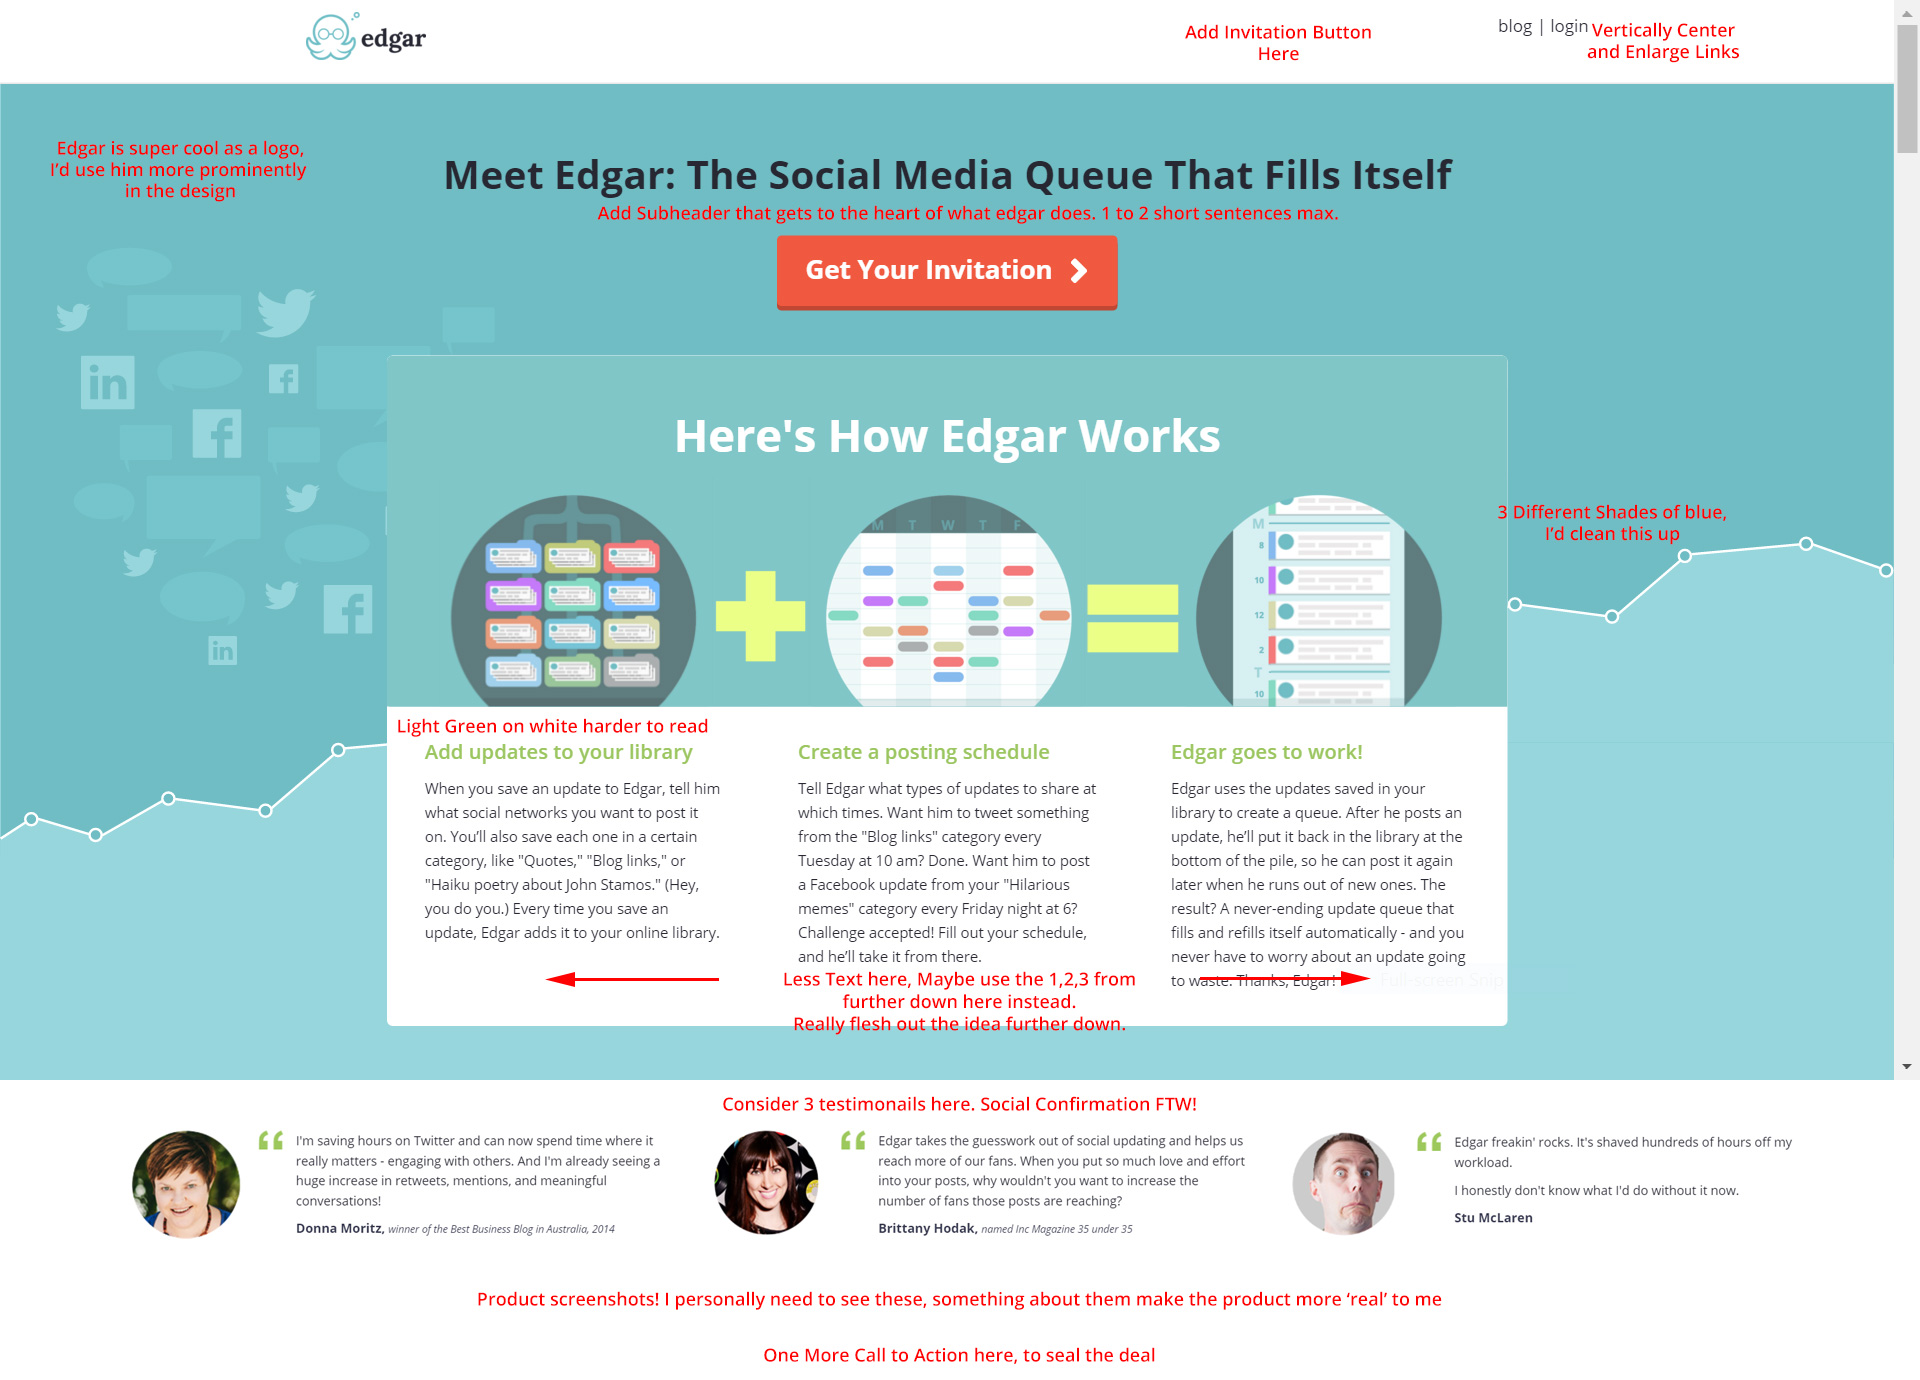 edgar
Add Invitation Button
Here
blog | login
Vertically Center
and Enlarge Links
Edgar is super cool as a logo,
I'd use him more prominently
in the design
Meet Edgar: The Social Media Queue That Fills Itself
Add Subheader that gets to the heart of what edgar does. 1 to 2 short sentences max.
Get Your Invitation
in
f
f
f
in
Here's How Edgar Works
M T W T F
M
8
10
12
2
T
10
3 Different Shades of blue,
I'd clean this up
Light Green on white harder to read
Add updates to your library
When you save an update to Edgar, tell him
what social networks you want to post it
on. You'll also save each one in a certain
category, like "Quotes," "Blog links," or
"Haiku poetry about John Stamos." (Hey,
you do you.) Every time you save an
update, Edgar adds it to your online library.
Create a posting schedule
Tell Edgar what types of updates to share at
which times. Want him to tweet something
from the "Blog links" category every
Tuesday at 10 am? Done. Want him to post
a Facebook update from your "Hilarious
memes" category every Friday night at 6?
Challenge accepted! Fill out your schedule,
and he'll take it from there.
Edgar goes to work!
Edgar uses the updates saved in your
library to create a queue. After he posts an
update, he'll put it back in the library at the
bottom of the pile, so he can post it again
later when he runs out of new ones. The
result? A never-ending update queue that
fills and refills itself automatically - and you
never have to worry about an update going
to waste. Thanks, Edgar!
Full-screen Snip
Less Text here, Maybe use the 1,2,3 from
further down here instead.
Really flesh out the idea further down.
Consider 3 testimonails here. Social Confirmation FTW!
I'm saving hours on Twitter and can now spend time where it
really matters - engaging with others. And I'm already seeing a
huge increase in retweets, mentions, and meaningful
conversations!
Donna Moritz, winner of the Best Business Blog in Australia, 2014
Edgar takes the guesswork out of social updating and helps us
reach more of our fans. When you put so much love and effort
into your posts, why wouldn't you want to increase the
number of fans those posts are reaching?
Brittany Hodak, named Inc Magazine 35 under 35
Edgar freakin' rocks. It's shaved hundreds of hours off my
workload.
I honestly don't know what I'd do without it now.
Stu McLaren
Product screenshots! I personally need to see these, something about them make the product more ‘real’ to me
One More Call to Action here, to seal the deal